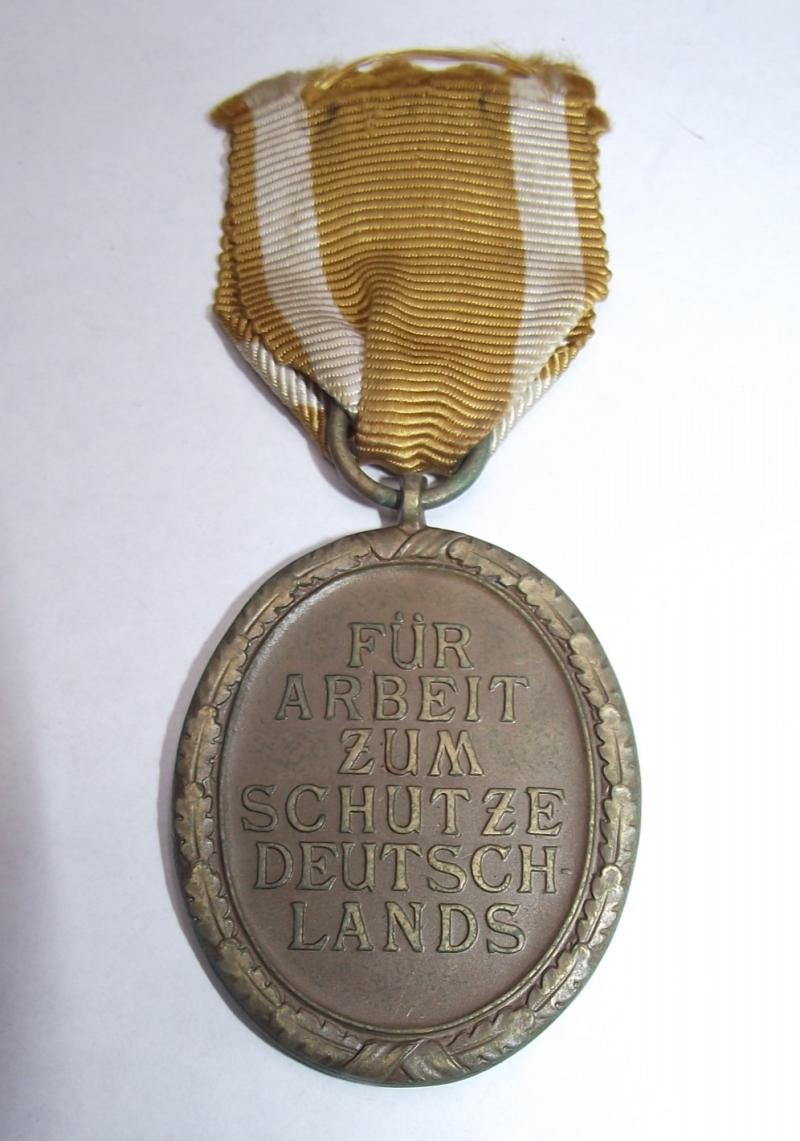 FÜR
ARBEIT
ZUM
SCHUTZE
DEUTSCH-
LANDS